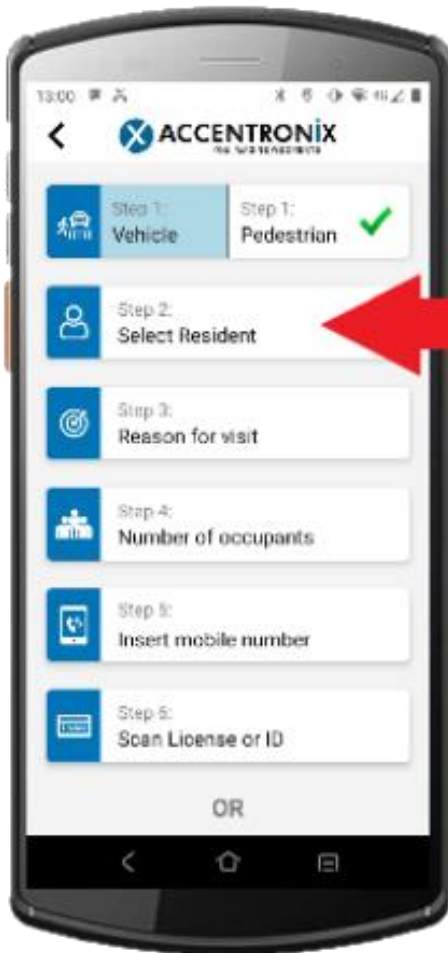 13:00
ACCENTRONIX
Step 1:
Vehicle
Step 1:
Pedestrian
Step 2:
Select Resident
Step 3:
Reason for visit
Step 4:
Number of occupants
Step 5:
Insert mobile number
Step 6:
Scan License or ID
OR